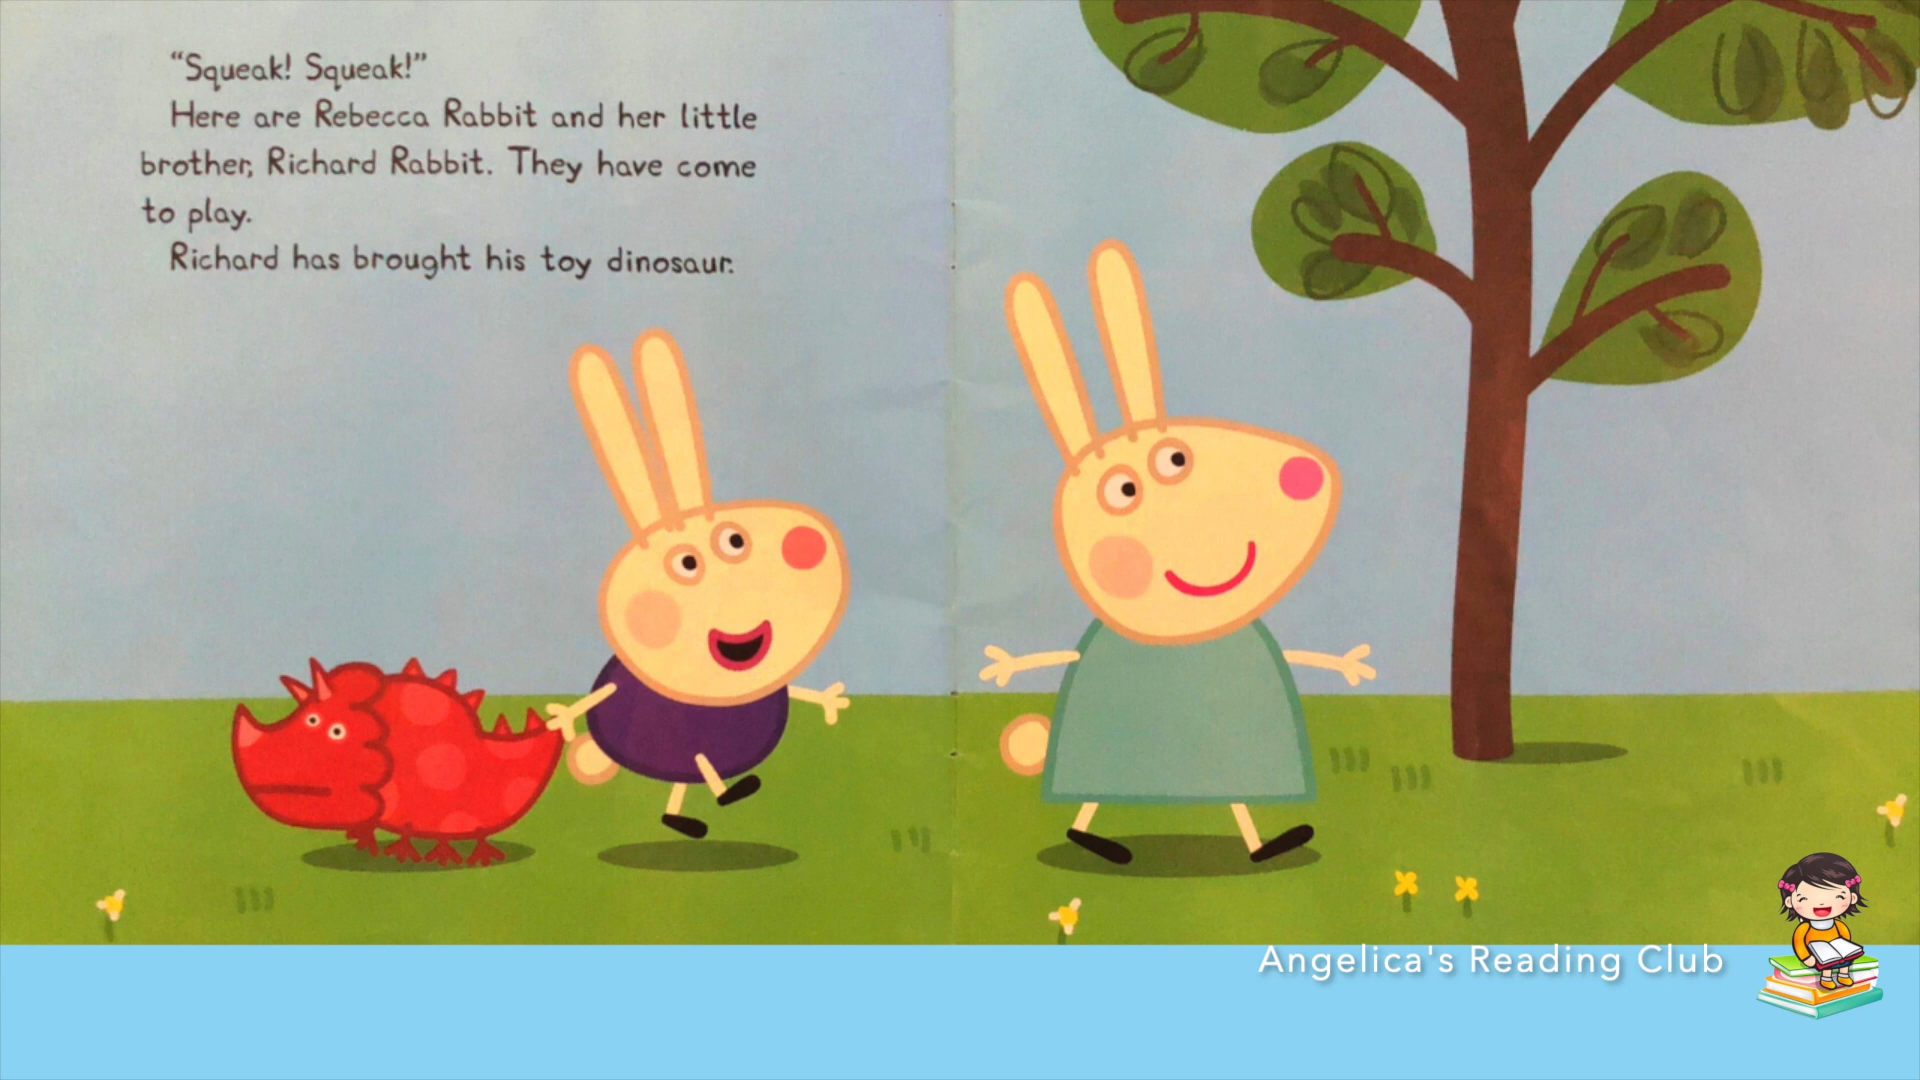 “Squeak! Squeak!”
Here are Rebecca Rabbit and her little
brother, Richard Rabbit. They have come
to play.
Richard has brought his toy dinosaur.
Angelica's Reading Club